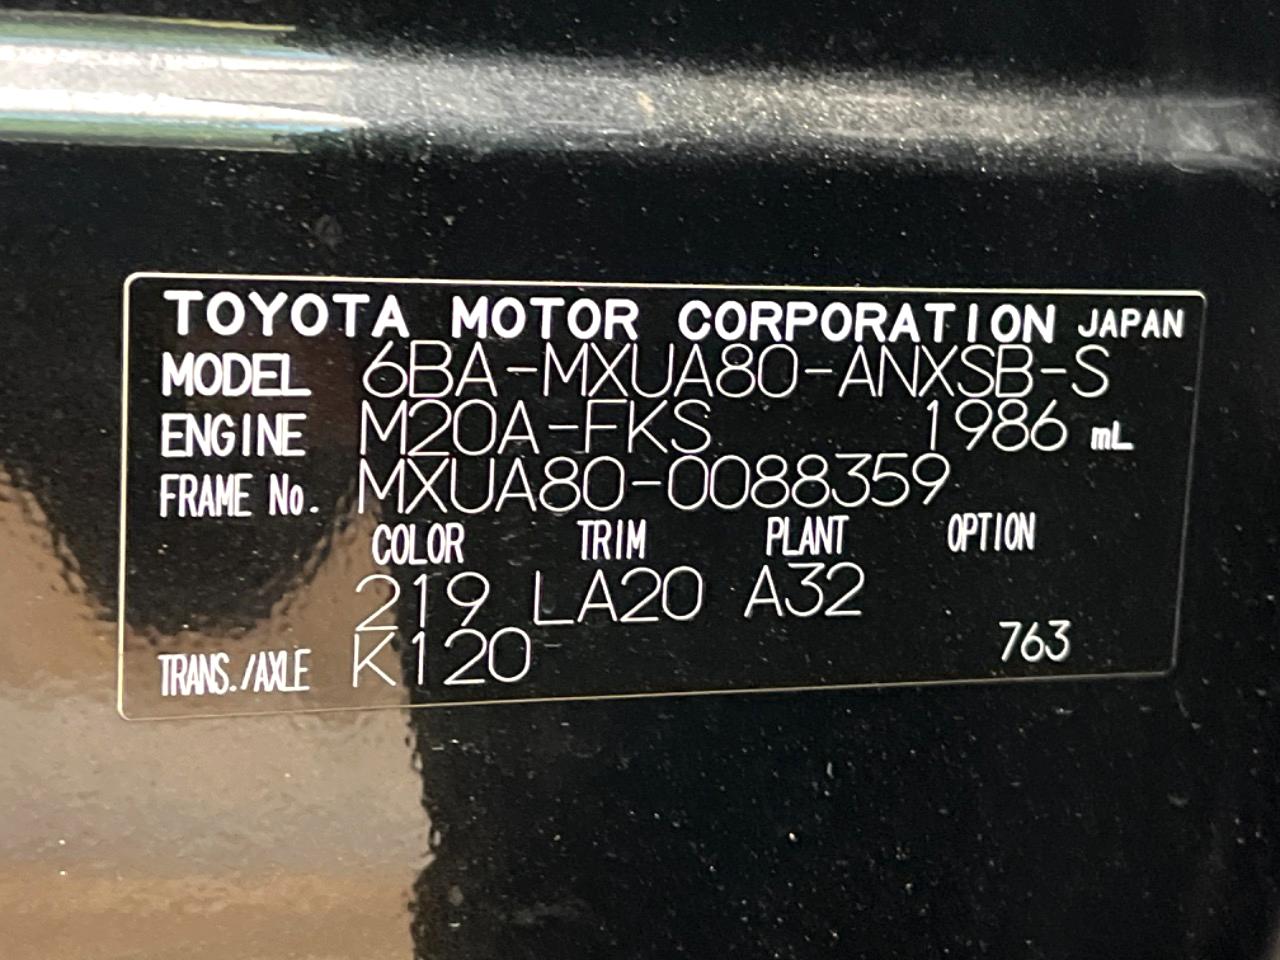 TOYOTA MOTOR CORPORATION JAPAN
MODEL 6BA-MXUA80-ANXSB-S
ENGINE M20A-FKS 1986 mL
FRAME No. MXUA80-0088359
COLOR TRIM PLANT OPTION
219 LA20 A32
TRANS./AXLE K120 763